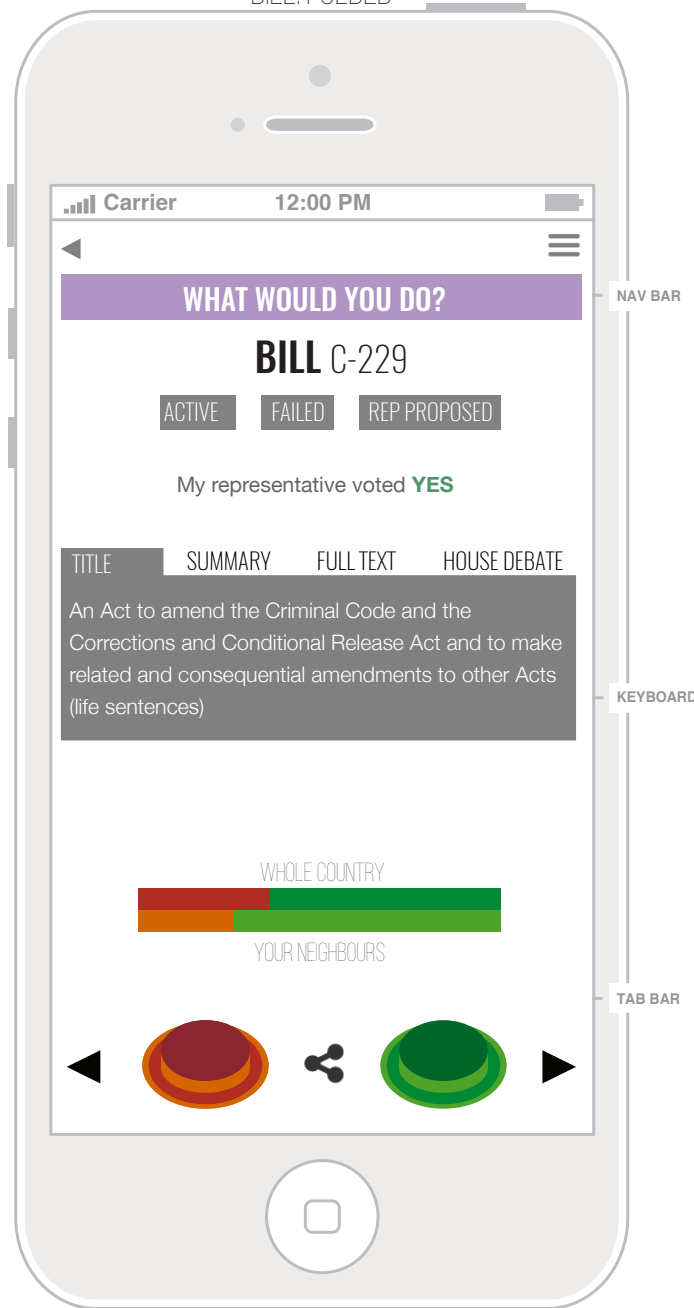 Carrier 12:00 PM
WHAT WOULD YOU DO?
NAV BAR
BILL C-229
ACTIVE FAILED REP PROPOSED
My representative voted YES
TITLE SUMMARY FULL TEXT HOUSE DEBATE
An Act to amend the Criminal Code and the
Corrections and Conditional Release Act and to make
related and consequential amendments to other Acts
(life sentences)
KEYBOARD
WHOLE COUNTRY
YOUR NEIGHBOURS
TAB BAR